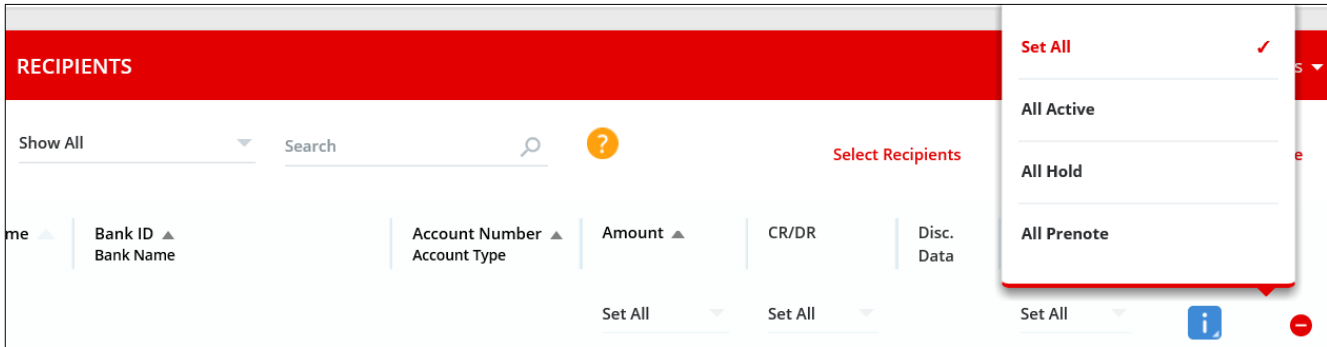 RECIPIENTS
Set All
All Active
All Hold
All Prenote
s
Show All
Search
?
Select Recipients
e
me
Bank ID
Bank Name
Account Number
Account Type
Amount
CR/DR
Disc.
Data
Set All
Set All
Set All
i